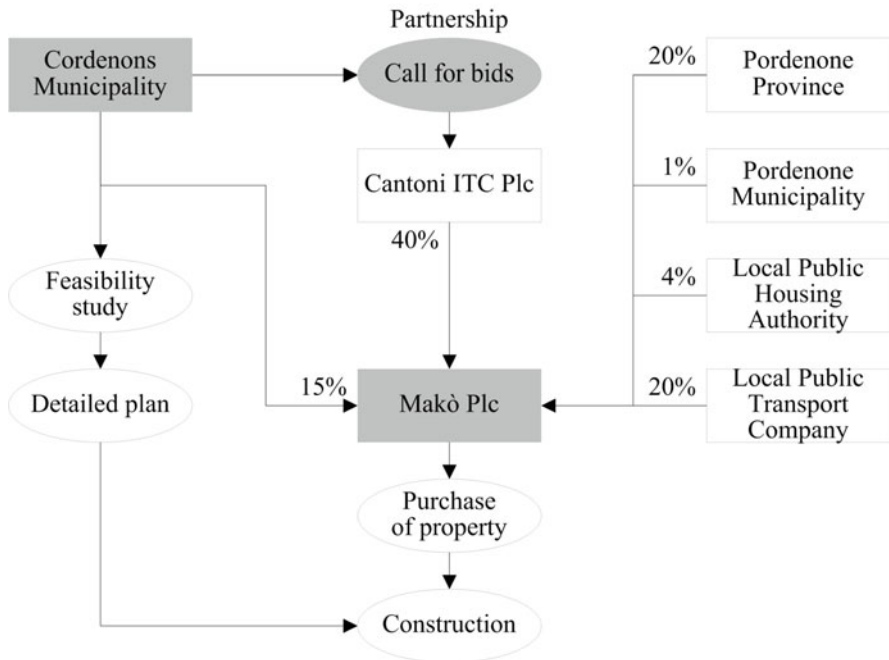 Partnership
Cordenons
Municipality
Call for bids
20%
Pordenone
Province
Cantoni ITC Plc
1%
Pordenone
Municipality
40%
Feasibility
study
4%
Local Public
Housing
Authority
Detailed plan
15%
Makò Plc
20%
Local Public
Transport
Company
Purchase
of property
Construction